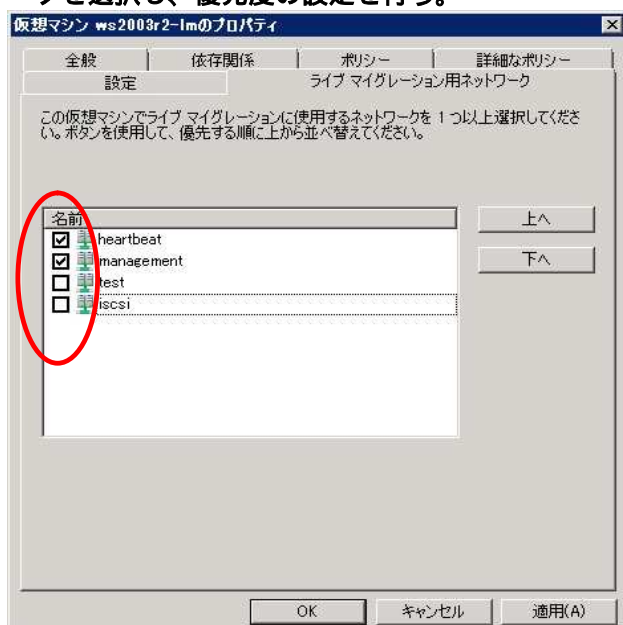 クを選択し、優先度の設定を行う。
仮想マシン ws2003r2-lmのプロパティ
全般 依存関係 ポリシー 詳細なポリシー
設定 ライブ マイグレーション用ネットワーク
この仮想マシンでライブ マイグレーションに使用するネットワークを 1 つ以上選択してくださ
い。ボタンを使用して、優先する順に上から並べ替えてください。
名前
上へ
heartbeat
management
下へ
test
iscsi
OK キャンセル 適用(A)